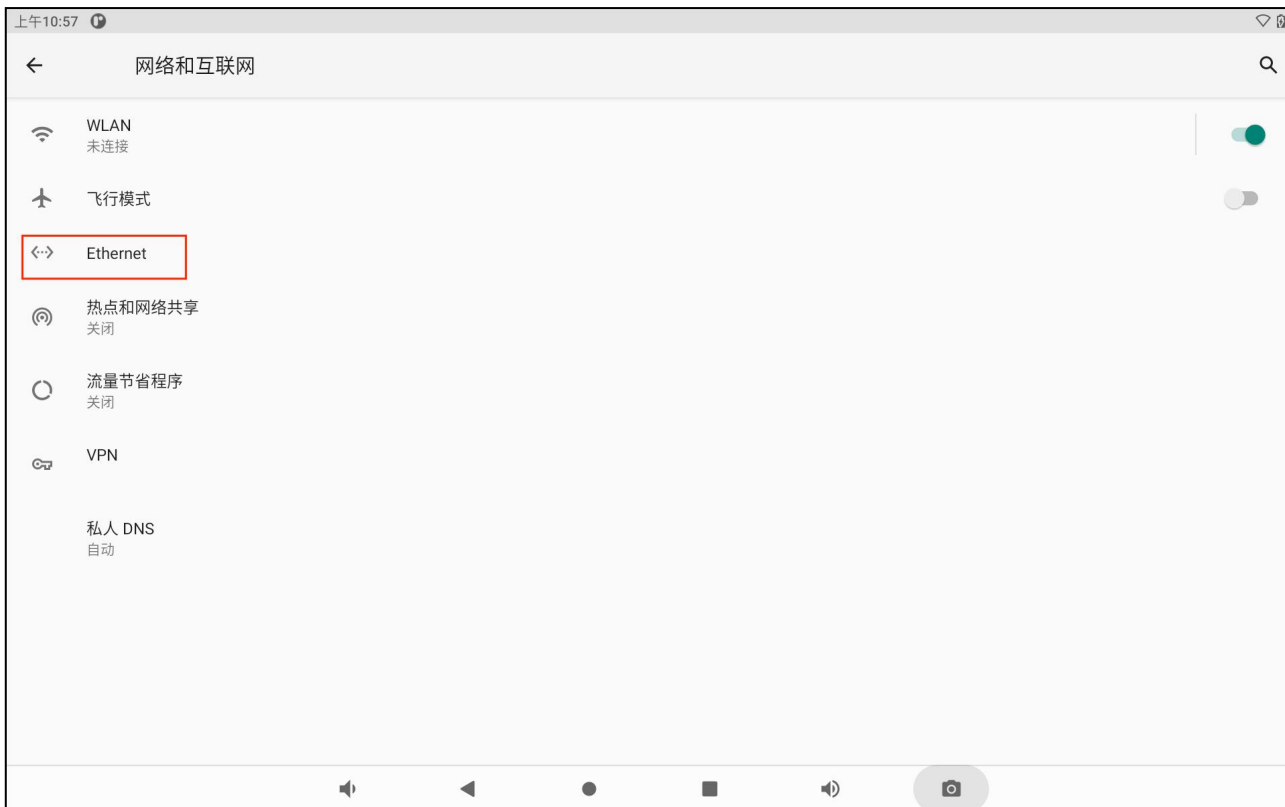 上午10:57
网络和互联网
WLAN
未连接
飞行模式
Ethernet
热点和网络共享
关闭
流量节省程序
关闭
VPN
私人 DNS
自动